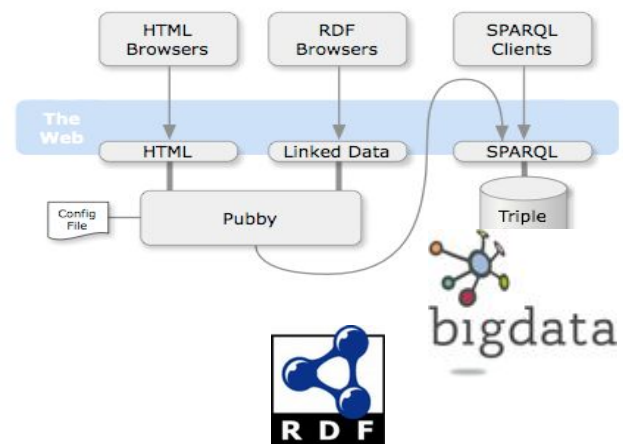 HTML
Browsers
RDF
Browsers
SPARQL
Clients
The
Web
HTML
Linked Data
SPARQL
Config
File
Pubby
Triple
bigdata
RDF